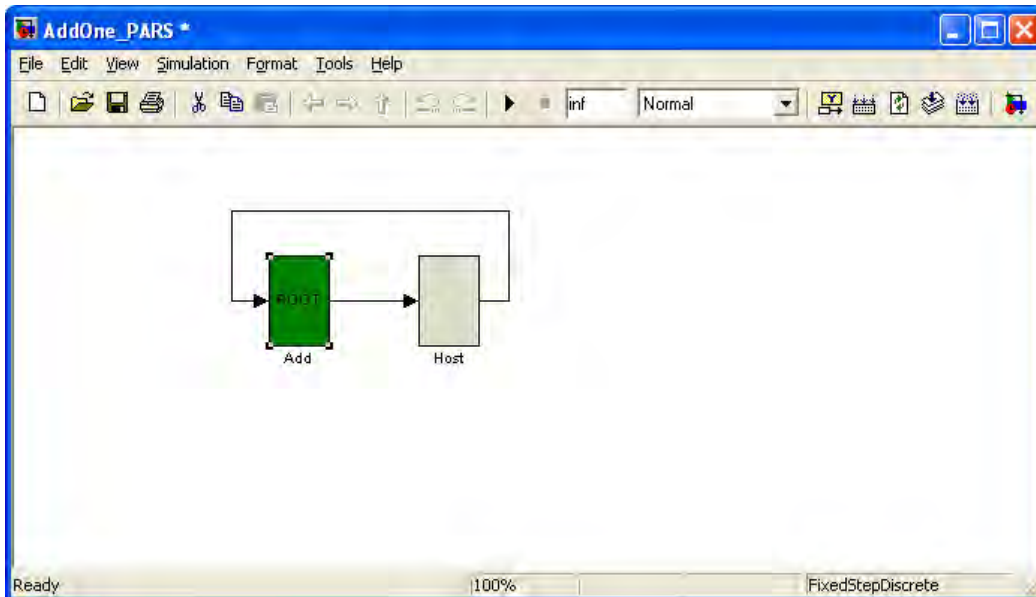 AddOne_PARS *
File Edit View Simulation Format Tools Help
inf Normal
ROOT
Add Host
Ready 100% FixedStepDiscrete